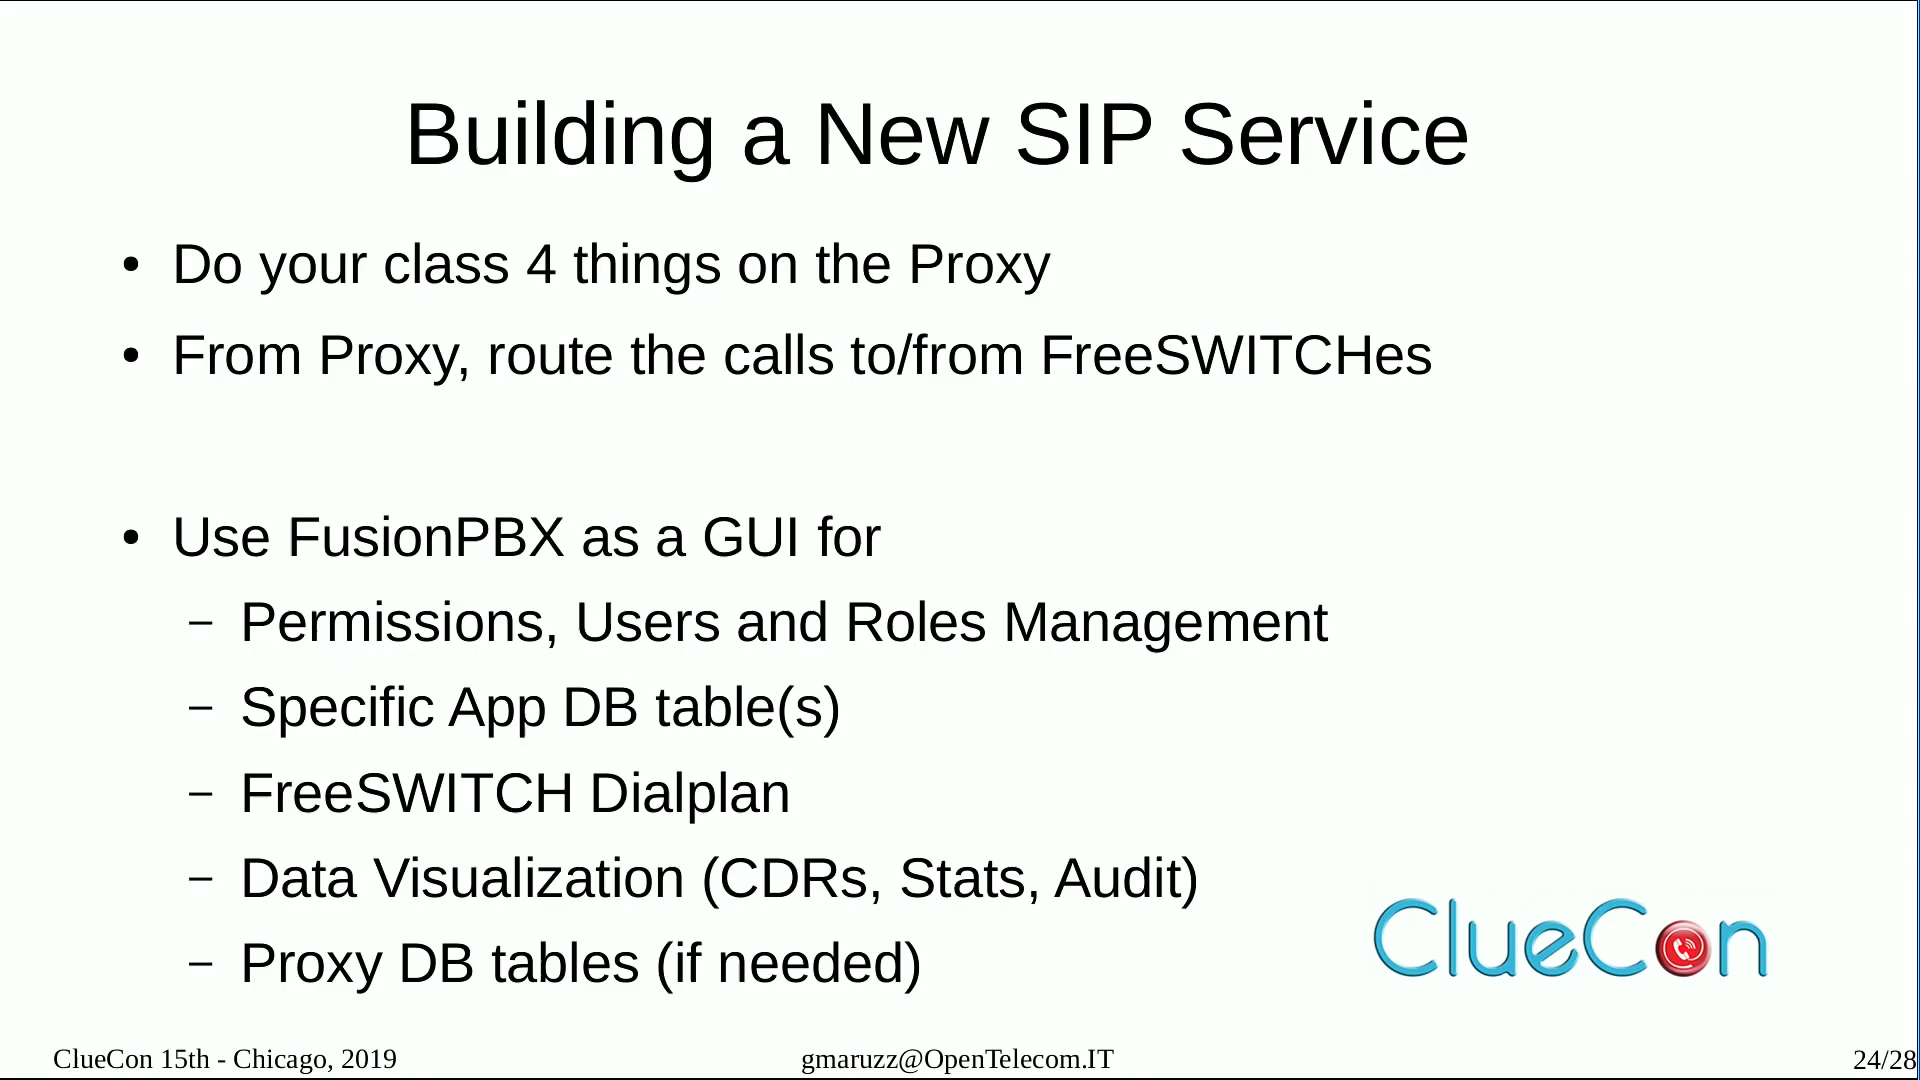 Building a New SIP Service
• Do your class 4 things on the Proxy
• From Proxy, route the calls to/from FreeSWITCHes
• Use FusionPBX as a GUI for
– Permissions, Users and Roles Management
– Specific App DB table(s)
– FreeSWITCH Dialplan
– Data Visualization (CDRs, Stats, Audit)
– Proxy DB tables (if needed)
ClueCon
ClueCon 15th - Chicago, 2019
gmaruzz@OpenTelecom.IT
24/28